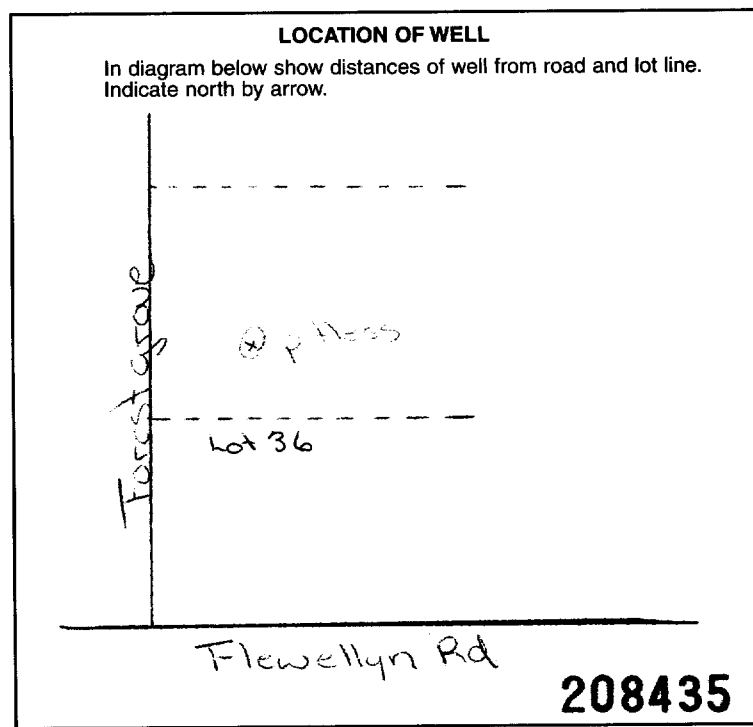 LOCATION OF WELL
In diagram below show distances of well from road and lot line.
Indicate north by arrow.
Forestgrove
pitless
Lot 36
Flewellyn Rd
208435